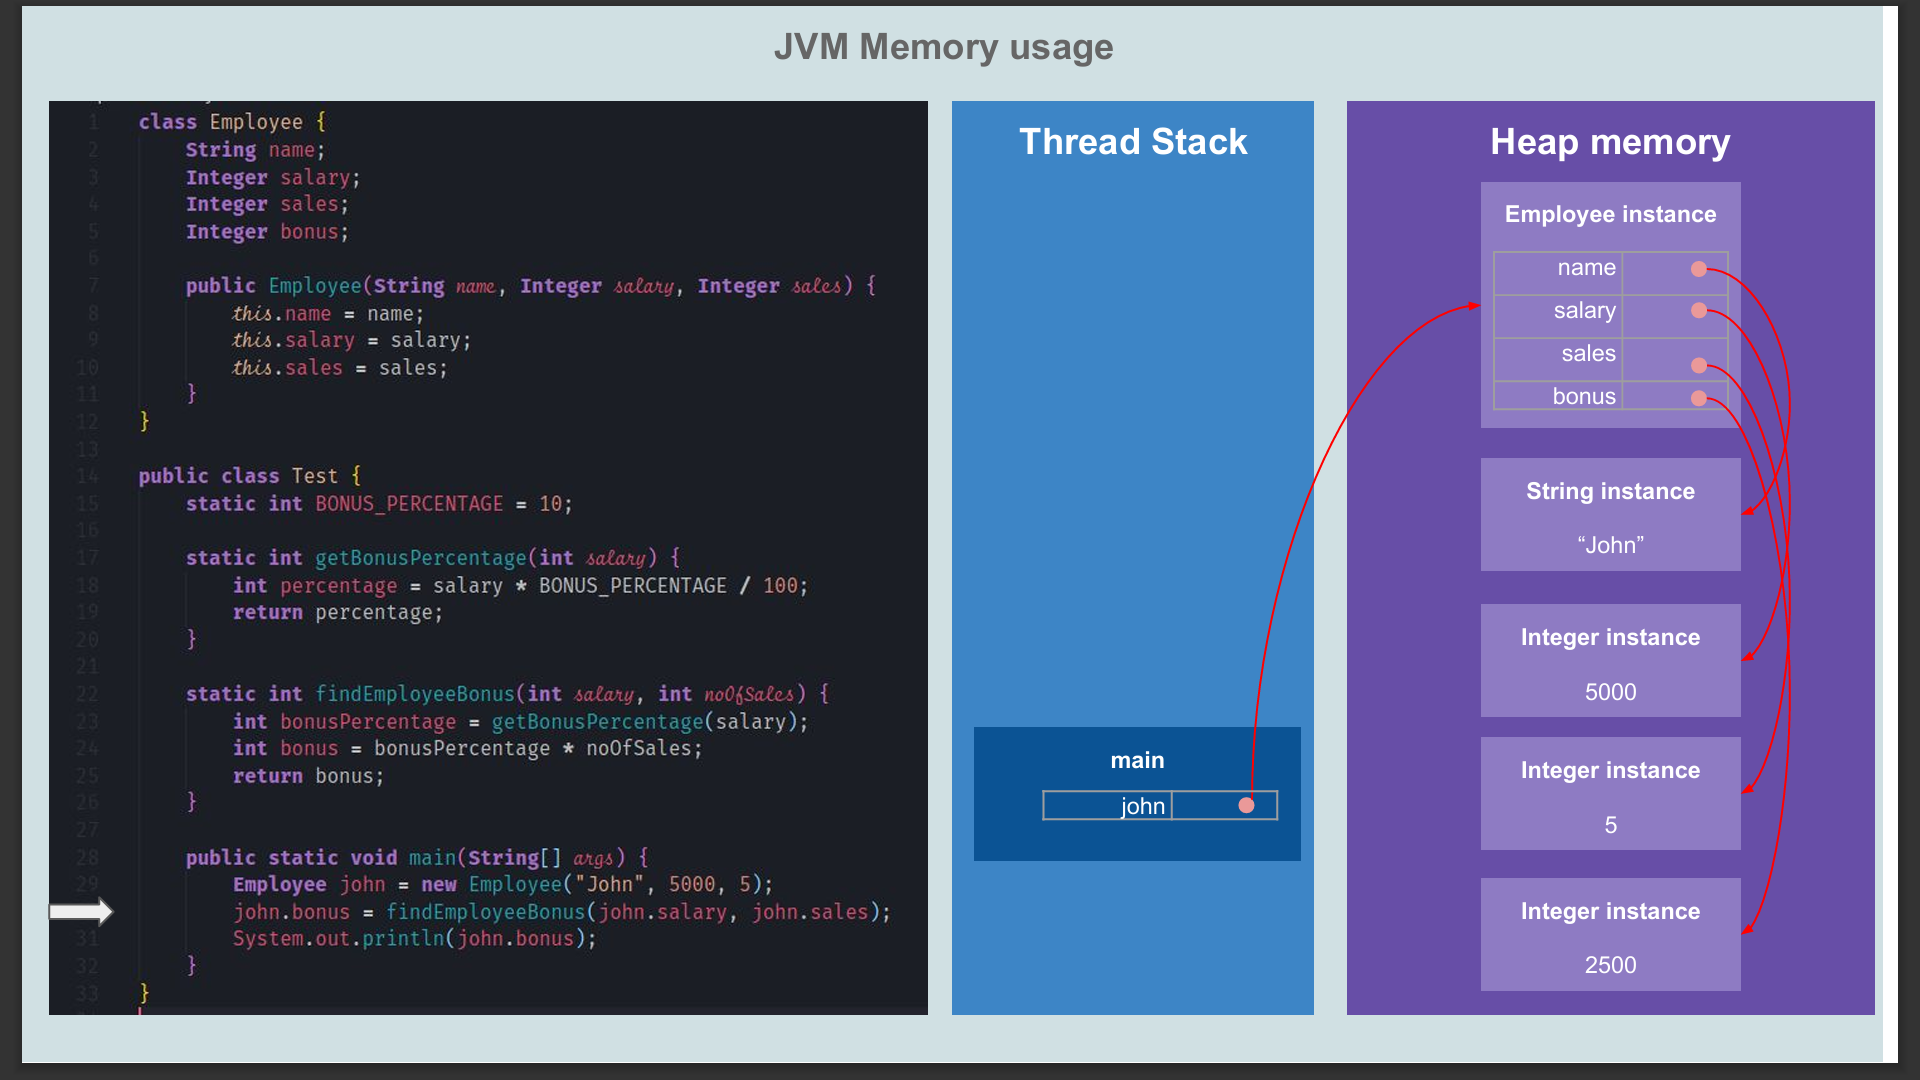 JVM Memory usage
1 class Employee {
2 String name;
3 Integer salary;
4 Integer sales;
5 Integer bonus;
6
7 public Employee(String name, Integer salary, Integer sales) {
8 this.name = name;
9 this.salary = salary;
10 this.sales = sales;
11 }
12 }
13
14 public class Test {
15 static int BONUS_PERCENTAGE = 10;
16
17 static int getBonusPercentage(int salary) {
18 int percentage = salary * BONUS_PERCENTAGE / 100;
19 return percentage;
20 }
21
22 static int findEmployeeBonus(int salary, int noOfSales) {
23 int bonusPercentage = getBonusPercentage(salary);
24 int bonus = bonusPercentage * noOfSales;
25 return bonus;
26 }
27
28 public static void main(String[] args) {
29 Employee john = new Employee("John", 5000, 5);
john.bonus = findEmployeeBonus(john.salary, john.sales);
31 System.out.println(john.bonus);
32 }
33 }
Thread Stack
main
john
Heap memory
Employee instance
name
salary
sales
bonus
String instance
“John”
Integer instance
5000
Integer instance
5
Integer instance
2500